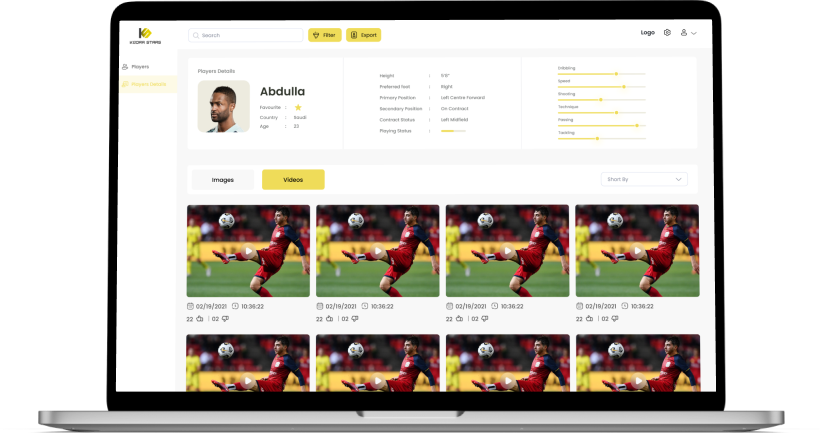 KOORA STARS
Search
Filter
Export
Logo
Players
Players Details
Players Details
Abdulla
Favourite :
Country : Saudi
Age : 23
Height : 5'6"
Preferred foot : Right
Primary Position : Left Centre Forward
Secondary Position : On Contract
Contract Status : Left Midfield
Playing Status :
Dribbling
Speed
Shooting
Technique
Passing
Tackling
Images
Videos
Short By
02/19/2021 10:36:22
22 | 02
02/19/2021 10:36:22
22 | 02
02/19/2021 10:36:22
22 | 02
02/19/2021 10:36:22
22 | 02